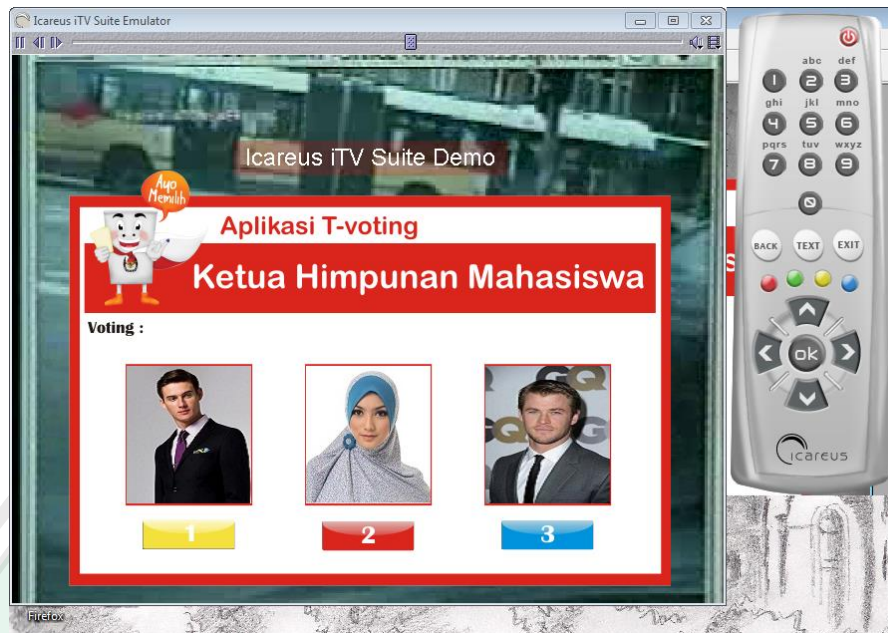 Icareus iTV Suite Emulator
Icareus iTV Suite Demo
Ayo
Memilih
Aplikasi T-voting
Ketua Himpunan Mahasiswa
Voting :
GQ
GQ
1
2
3
abc def
1 2 3
ghi jkl mno
4 5 6
pqrs tuv wxyz
7 8 9
0
BACK TEXT EXIT
ok
icareus
S
Firefox